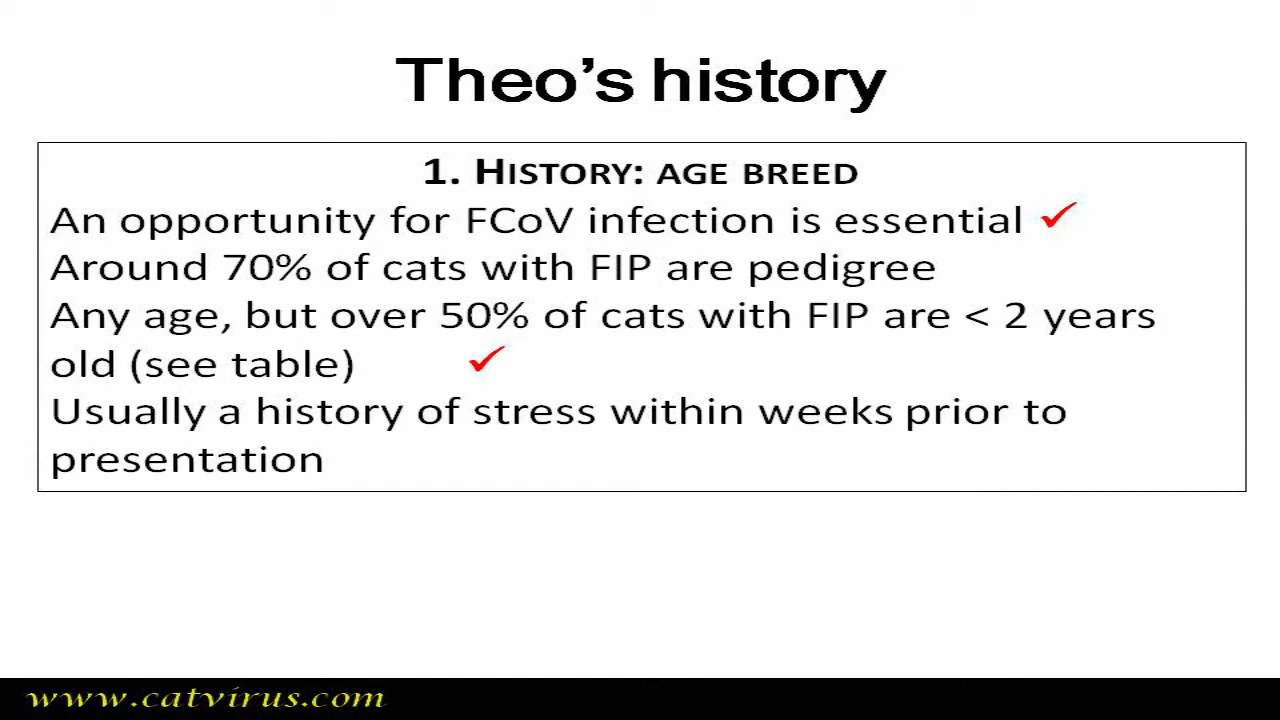 Theo’s history
1. HISTORY: AGE BREED
An opportunity for FCoV infection is essential ✓
Around 70% of cats with FIP are pedigree
Any age, but over 50% of cats with FIP are < 2 years
old (see table) ✓
Usually a history of stress within weeks prior to
presentation
www.catvirus.com